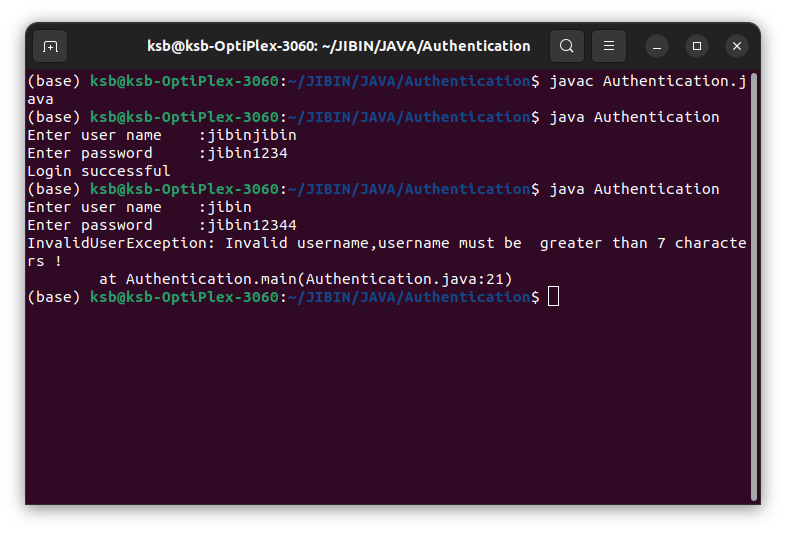 ksb@ksb-OptiPlex-3060: ~/JIBIN/JAVA/Authentication
(base) ksb@ksb-OptiPlex-3060:~/JIBIN/JAVA/Authentication$ javac Authentication.j
ava
(base) ksb@ksb-OptiPlex-3060:~/JIBIN/JAVA/Authentication$ java Authentication
Enter user name    :jibinjibin
Enter password     :jibin1234
Login successful
(base) ksb@ksb-OptiPlex-3060:~/JIBIN/JAVA/Authentication$ java Authentication
Enter user name    :jibin
Enter password     :jibin12344
InvalidUserException: Invalid username,username must be  greater than 7 characte
rs !
        at Authentication.main(Authentication.java:21)
(base) ksb@ksb-OptiPlex-3060:~/JIBIN/JAVA/Authentication$